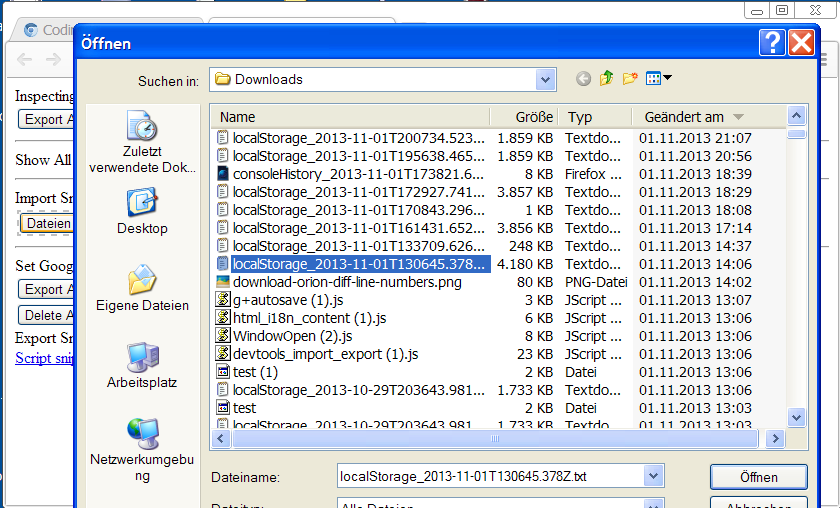 Codin
Öffnen
Suchen in:
Downloads
Inspecting
Export A
Show All
Import Sn
Dateien
Set Goog
Export A
Delete A
Export Sn
Script snip
Zuletzt
verwendete Dok...
Desktop
Eigene Dateien
Arbeitsplatz
Netzwerkumgebu
ng
Name Größe Typ Geändert am
localStorage_2013-11-01T200734.523... 1.859 KB Textdo... 01.11.2013 21:07
localStorage_2013-11-01T195638.465... 1.859 KB Textdo... 01.11.2013 20:56
consoleHistory_2013-11-01T173821.6... 8 KB Firefox ... 01.11.2013 18:39
localStorage_2013-11-01T172927.741... 3.857 KB Textdo... 01.11.2013 18:29
localStorage_2013-11-01T170843.296... 1 KB Textdo... 01.11.2013 18:08
localStorage_2013-11-01T161431.652... 3.856 KB Textdo... 01.11.2013 17:14
localStorage_2013-11-01T133709.626... 248 KB Textdo... 01.11.2013 14:37
localStorage_2013-11-01T130645.378... 4.180 KB Textdo... 01.11.2013 14:06
download-orion-diff-line-numbers.png 80 KB PNG-Datei 01.11.2013 14:03
g+autosave (1).js 3 KB JScript ... 01.11.2013 13:07
html_i18n_content (1).js 6 KB JScript ... 01.11.2013 13:06
WindowOpen (2).js 8 KB JScript ... 01.11.2013 13:06
devtools_import_export (1).js 23 KB JScript ... 01.11.2013 13:06
test (1) 2 KB Datei 01.11.2013 13:06
localStorage_2013-10-29T203643.981... 1.733 KB Textdo... 01.11.2013 13:06
test 2 KB Datei 01.11.2013 13:03
localStorage_2013-10-29T203643.981... 1.733 KB Textdo... 01.11.2013 13:03
Dateiname:
localStorage_2013-11-01T130645.378Z.txt
Öffnen
Dateityp:
Alle Dateien
Abbrechen